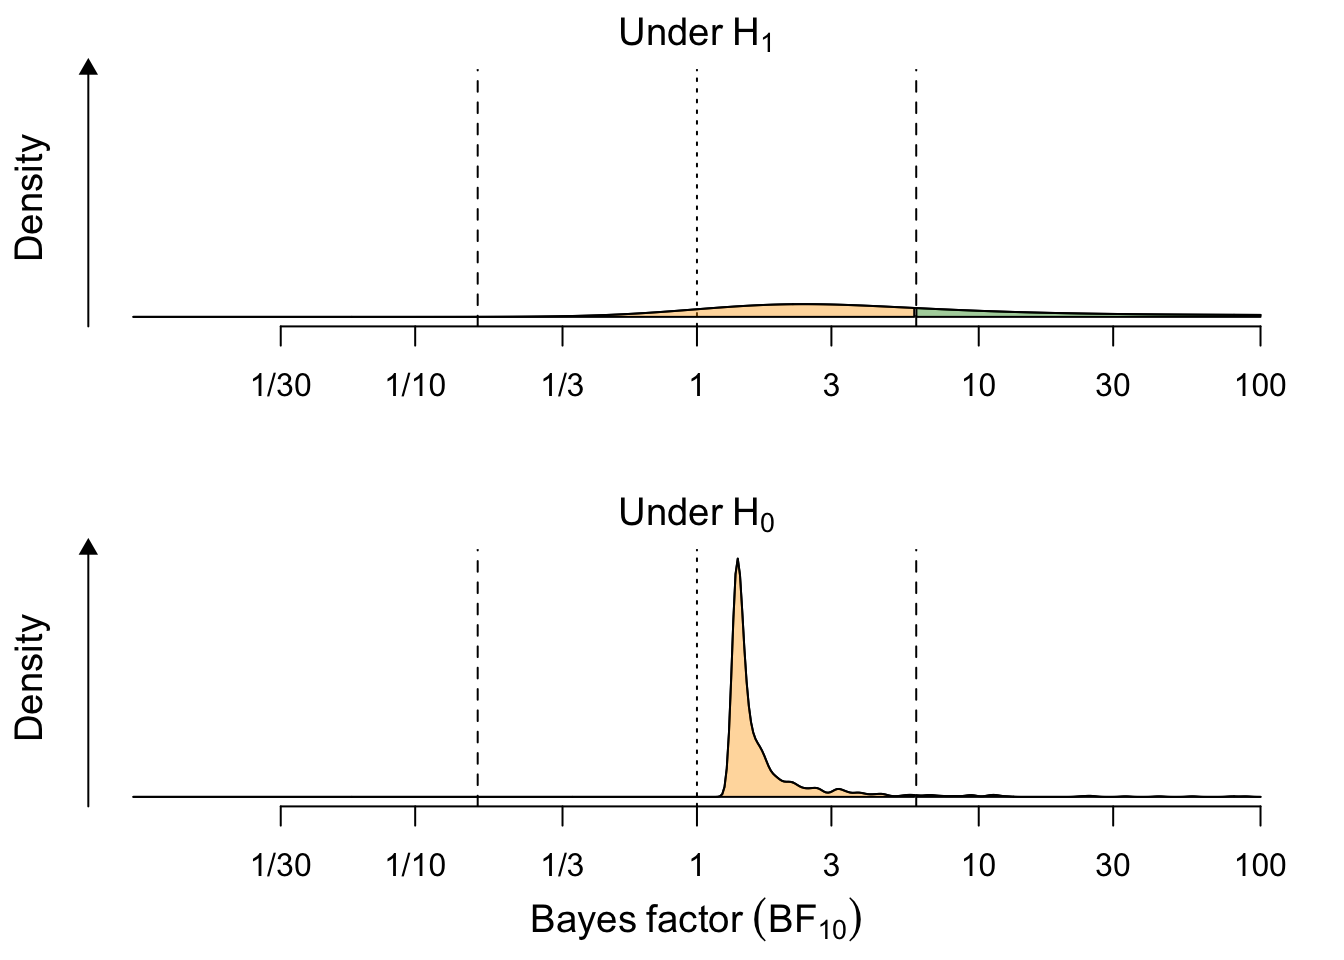 Under H₁
Density
1/30 1/10 1/3 1 3 10 30 100
Under H₀
Density
1/30 1/10 1/3 1 3 10 30 100
Bayes factor (BF₁₀)